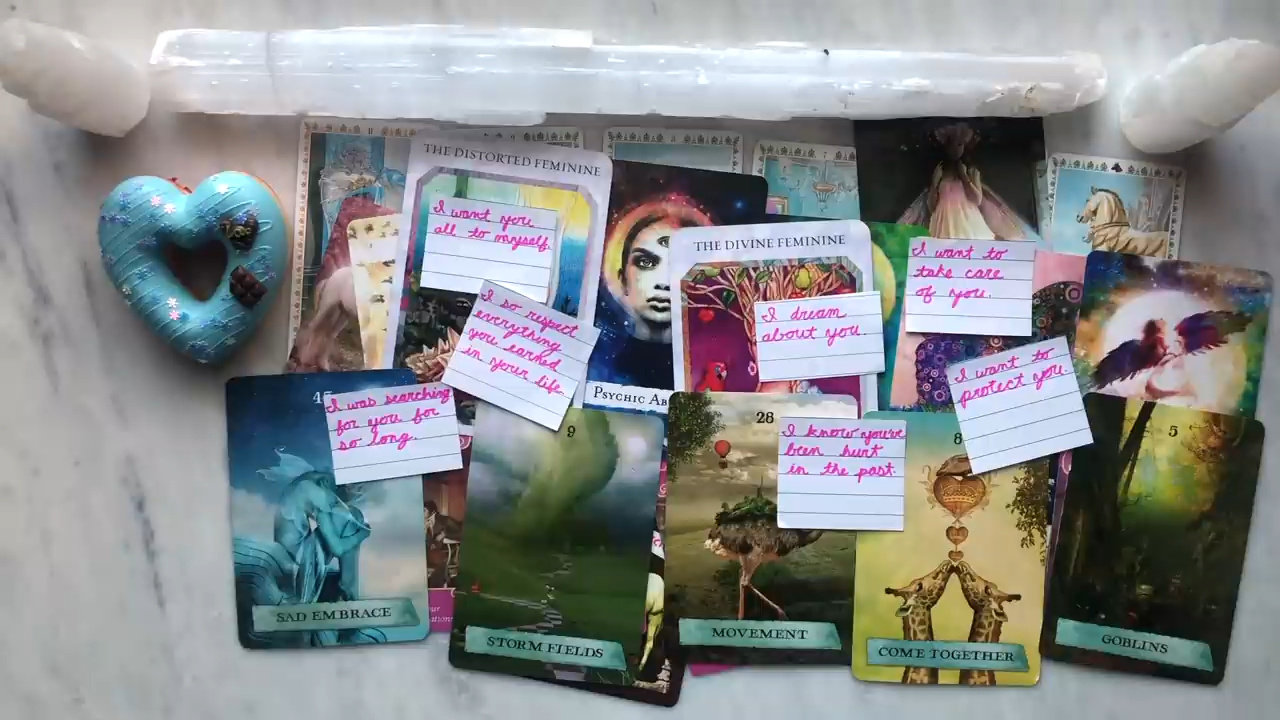 THE DISTORTED FEMININE
I want you
all to myself.
THE DIVINE FEMININE
I want to
take care
of you.
I so respect
everything
you earned
in your life.
I dream
about you.
I want to
protect you.
PSYCHIC
I was searching
for you for
so long.
9
28
I know you've
been hurt
in the past.
8
5
SAD EMBRACE
STORM FIELDS
MOVEMENT
COME TOGETHER
GOBLINS